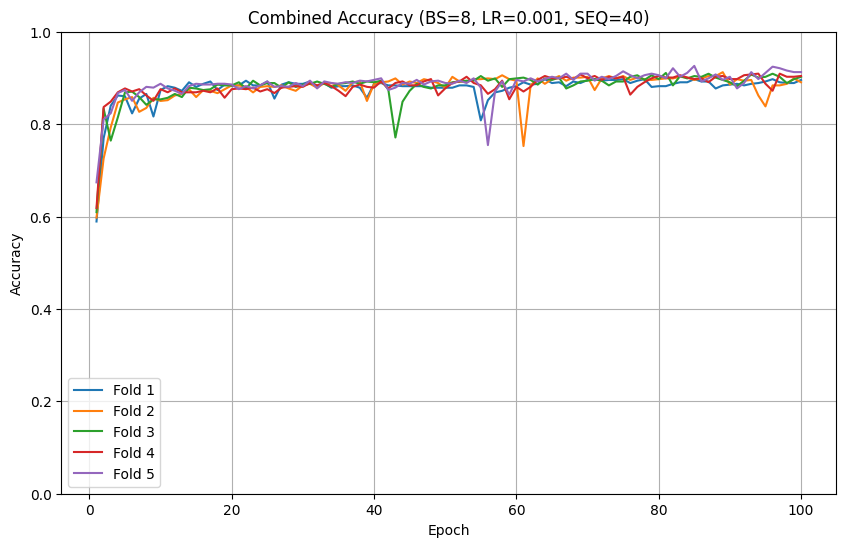 Combined Accuracy (BS=8, LR=0.001, SEQ=40)
1.0
0.8
0.6
0.4
0.2
0.0
Accuracy
Fold 1
Fold 2
Fold 3
Fold 4
Fold 5
0 20 40 60 80 100
Epoch